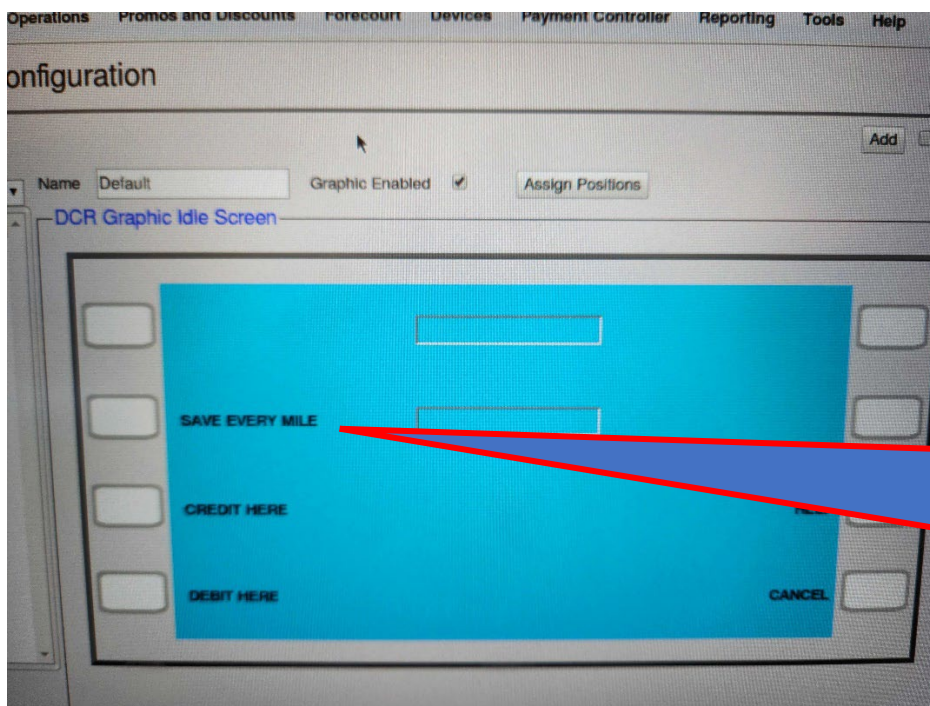 Operations Promos and Discounts Forecourt Devices Payment Controller Reporting Tools Help
onfiguration
Add
Name Default Graphic Enabled Assign Positions
DCR Graphic Idle Screen
SAVE EVERY MILE
CREDIT HERE
DEBIT HERE CANCEL